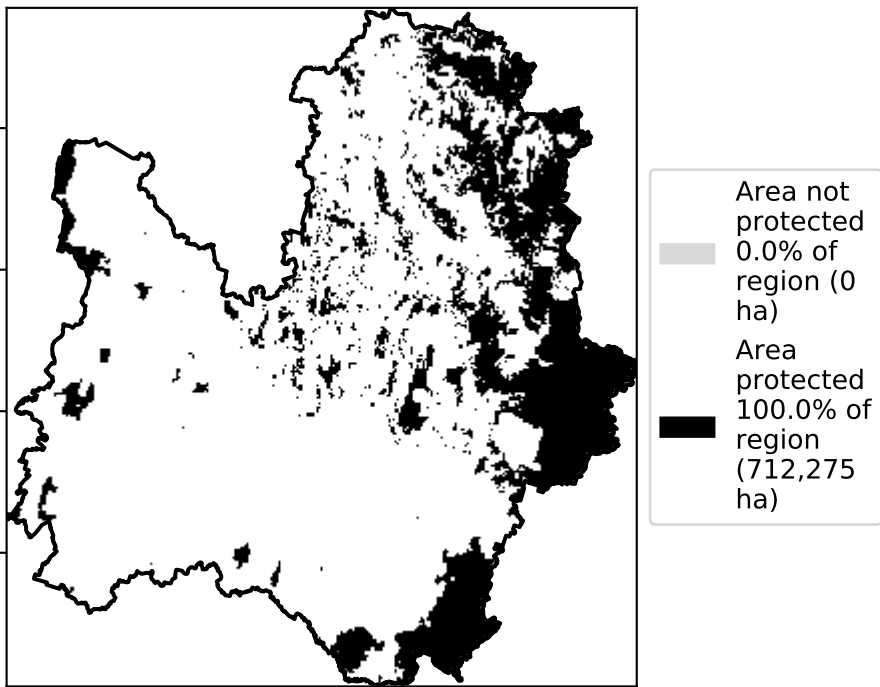 Area not
protected
0.0% of
region (0
ha)
Area
protected
100.0% of
region
(712,275
ha)